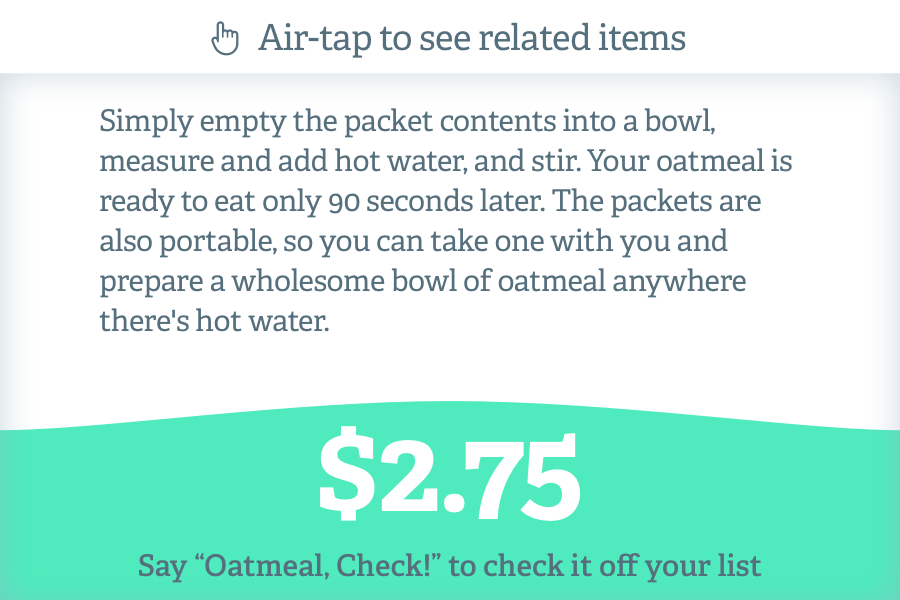 Air-tap to see related items
Simply empty the packet contents into a bowl,
measure and add hot water, and stir. Your oatmeal is
ready to eat only 90 seconds later. The packets are
also portable, so you can take one with you and
prepare a wholesome bowl of oatmeal anywhere
there's hot water.
$2.75
Say “Oatmeal, Check!” to check it off your list